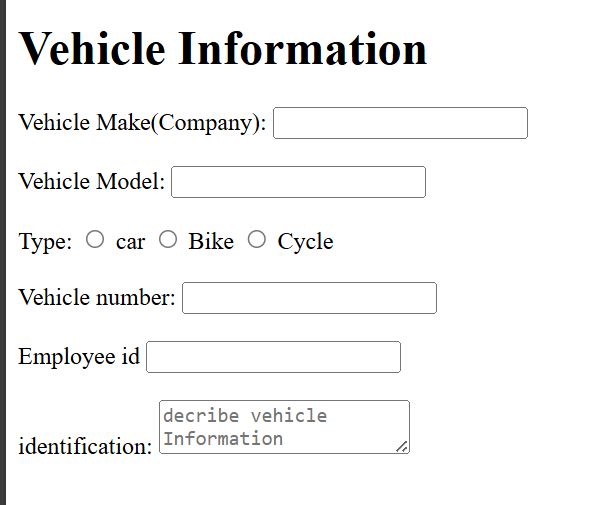 Vehicle Information
Vehicle Make(Company):
Vehicle Model:
Type: car Bike Cycle
Vehicle number:
Employee id
identification: decribe vehicle
Information